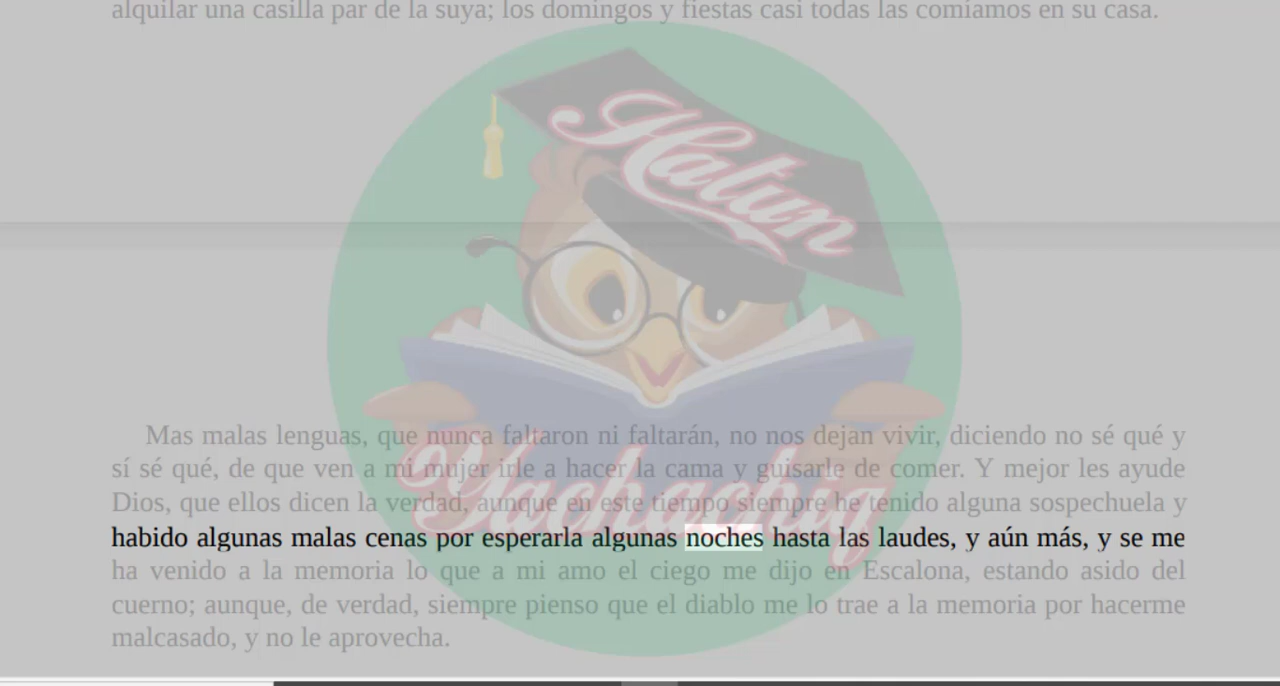 alquilar una casilla par de la suya; los domingos y fiestas casi todas las comíamos en su casa.
Hatun
Mas malas lenguas, que nunca faltaron ni faltarán, no nos dejan vivir, diciendo no sé qué y
sí sé qué, de que ven a mi mujer irle a hacer la cama y guisarle de comer. Y mejor les ayude
Dios, que ellos dicen la verdad, aunque en este tiempo siempre he tenido alguna sospechuela y
habido algunas malas cenas por esperarla algunas noches hasta las laudes, y aún más, y se me
ha venido a la memoria lo que a mi amo el ciego me dijo en Escalona, estando asido del
cuerno; aunque, de verdad, siempre pienso que el diablo me lo trae a la memoria por hacerme
malcasado, y no le aprovecha.
Yachachiq